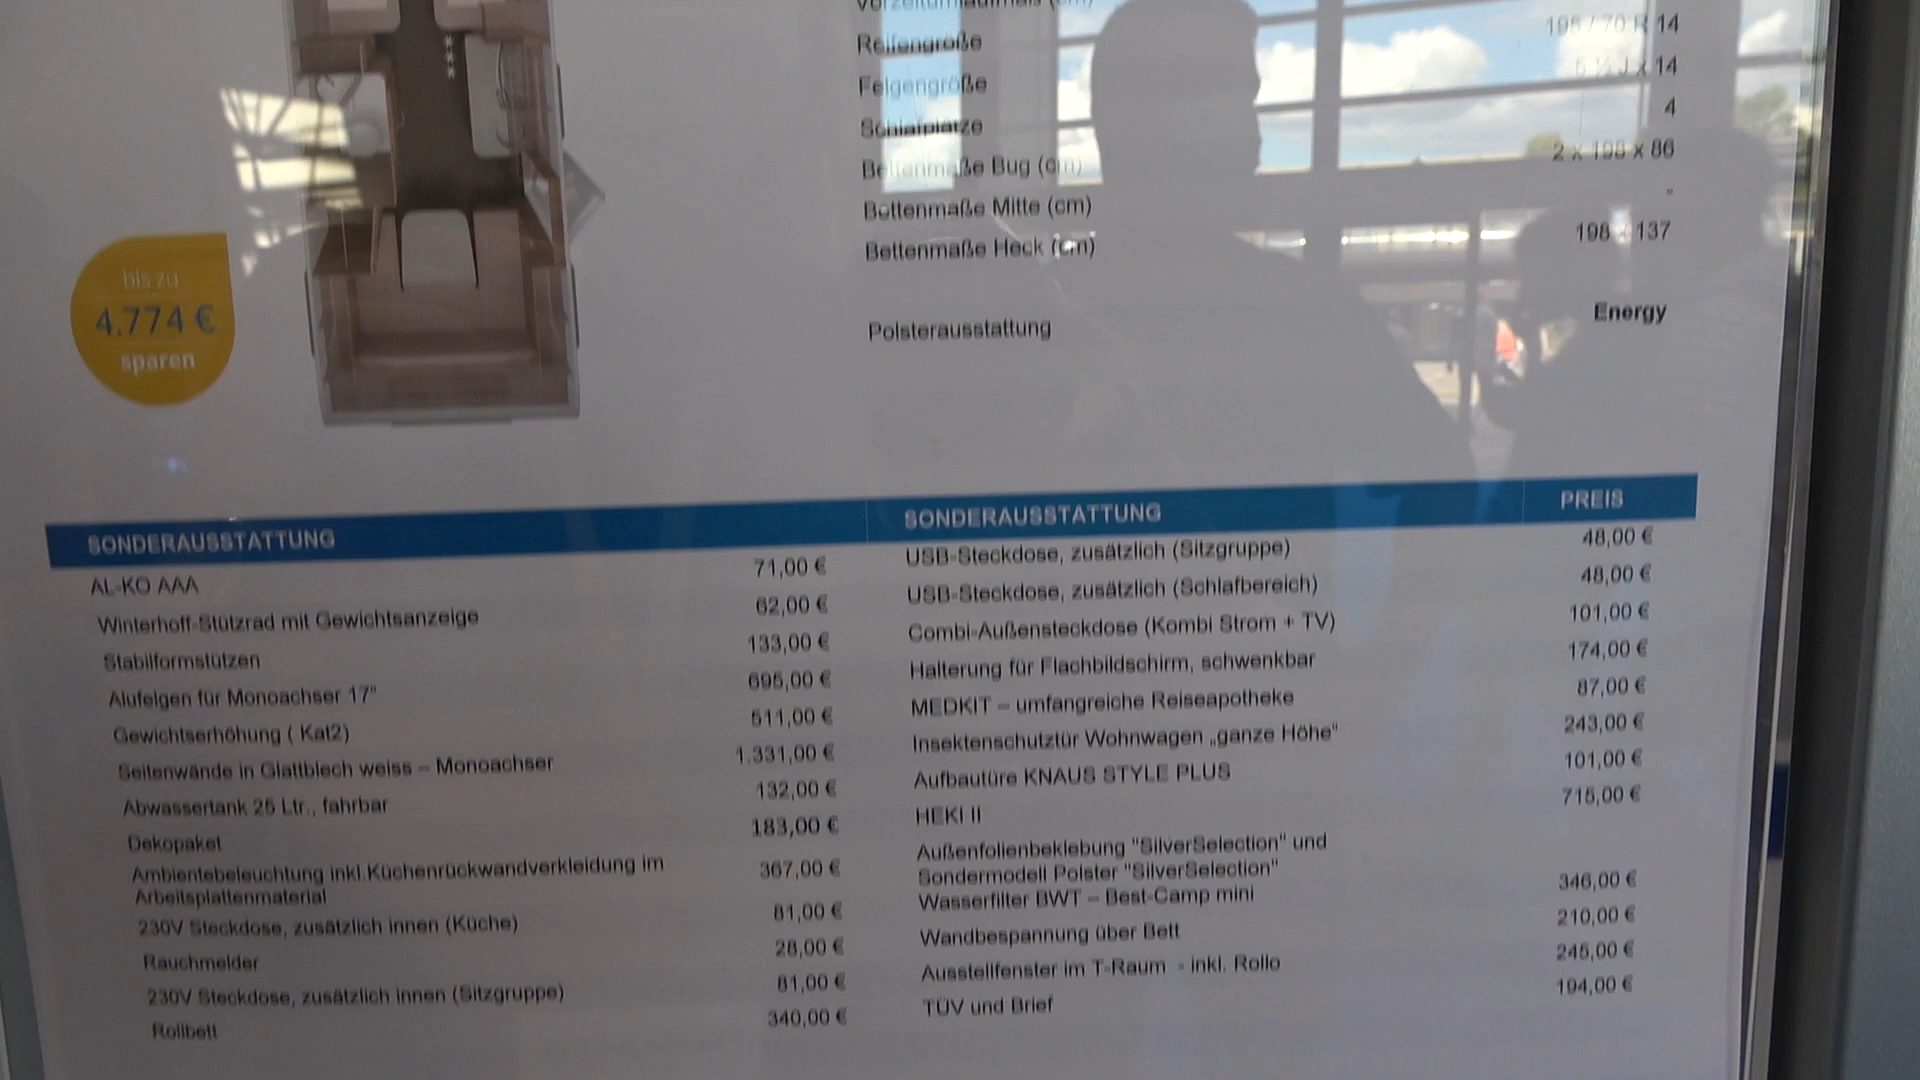 Reifengröße 195 / 70 R 14
Felgengröße 5 ½ J x 14
Schlafplätze 4
Bettenmaße Bug (cm) 2 x 198 x 86
Bettenmaße Mitte (cm) -
Bettenmaße Heck (cm) 198 x 137
Polsterausstattung Energy
bis zu
4.774 €
sparen
SONDERAUSSTATTUNG
AL-KO AAA 71,00 €
Winterhoff-Stützrad mit Gewichtsanzeige 62,00 €
Stabilformstützen 133,00 €
Alufelgen für Monoachser 17" 695,00 €
Gewichtserhöhung ( Kat2) 511,00 €
Seitenwände in Glattblech weiss – Monoachser 1.331,00 €
Abwassertank 25 Ltr., fahrbar 132,00 €
Dekopaket 183,00 €
Ambientebeleuchtung inkl.Küchenrückwandverkleidung im 367,00 €
Arbeitsplattenmaterial
230V Steckdose, zusätzlich innen (Küche) 81,00 €
Rauchmelder 28,00 €
230V Steckdose, zusätzlich innen (Sitzgruppe) 81,00 €
Rollbett 340,00 €
SONDERAUSSTATTUNG PREIS
USB-Steckdose, zusätzlich (Sitzgruppe) 48,00 €
USB-Steckdose, zusätzlich (Schlafbereich) 48,00 €
Combi-Außensteckdose (Kombi Strom + TV) 101,00 €
Halterung für Flachbildschirm, schwenkbar 174,00 €
MEDKIT – umfangreiche Reiseapotheke 87,00 €
Insektenschutztür Wohnwagen „ganze Höhe" 243,00 €
Aufbautüre KNAUS STYLE PLUS 101,00 €
HEKI II 715,00 €
Außenfolienbeklebung "SilverSelection" und
Sondermodell Polster "SilverSelection"
Wasserfilter BWT – Best-Camp mini 346,00 €
Wandbespannung über Bett 210,00 €
Ausstellfenster im T-Raum - inkl. Rollo 245,00 €
TÜV und Brief 194,00 €